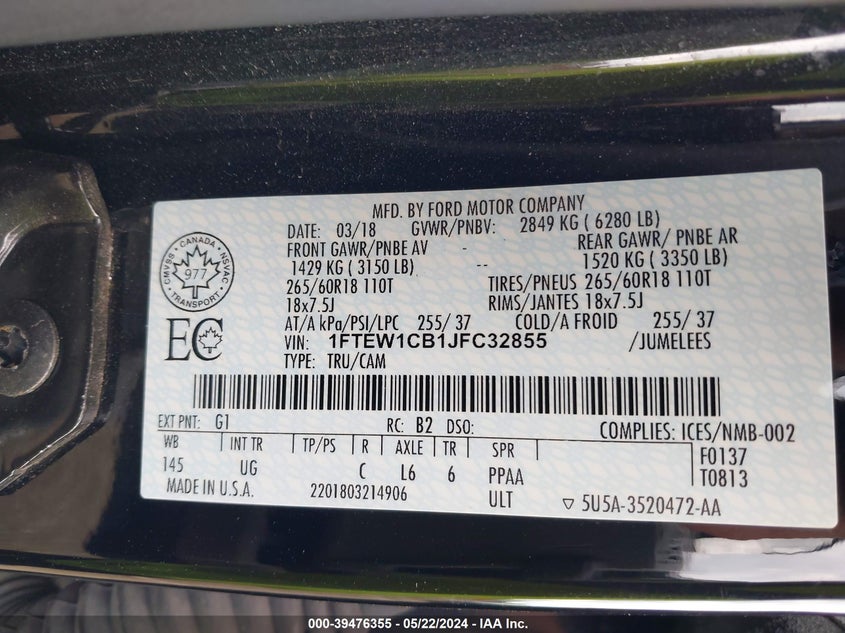 MFD. BY FORD MOTOR COMPANY
DATE: 03/18 GVWR/PNBV: 2849 KG ( 6280 LB)
FRONT GAWR/PNBE AV - REAR GAWR/ PNBE AR
1429 KG ( 3150 LB) -- 1520 KG ( 3350 LB)
265/60R18 110T TIRES/PNEUS 265/60R18 110T
18x7.5J RIMS/JANTES 18x7.5J
AT/A kPa/PSI/LPC 255/ 37 COLD/A FROID 255/ 37
VIN: 1FTEW1CB1JFC32855 /JUMELEES
TYPE: TRU/CAM
CMVSS • CANADA • NSVAC
977
TRANSPORT
EC
EXT PNT: G1 RC: B2 DSO: COMPLIES: ICES/NMB-002
WB INT TR TP/PS R AXLE TR SPR F0137
145 UG C L6 6 PPAA T0813
MADE IN U.S.A. 2201803214906 ULT ▽ 5U5A-3520472-AA
000-39476355 - 05/22/2024 - IAA Inc.